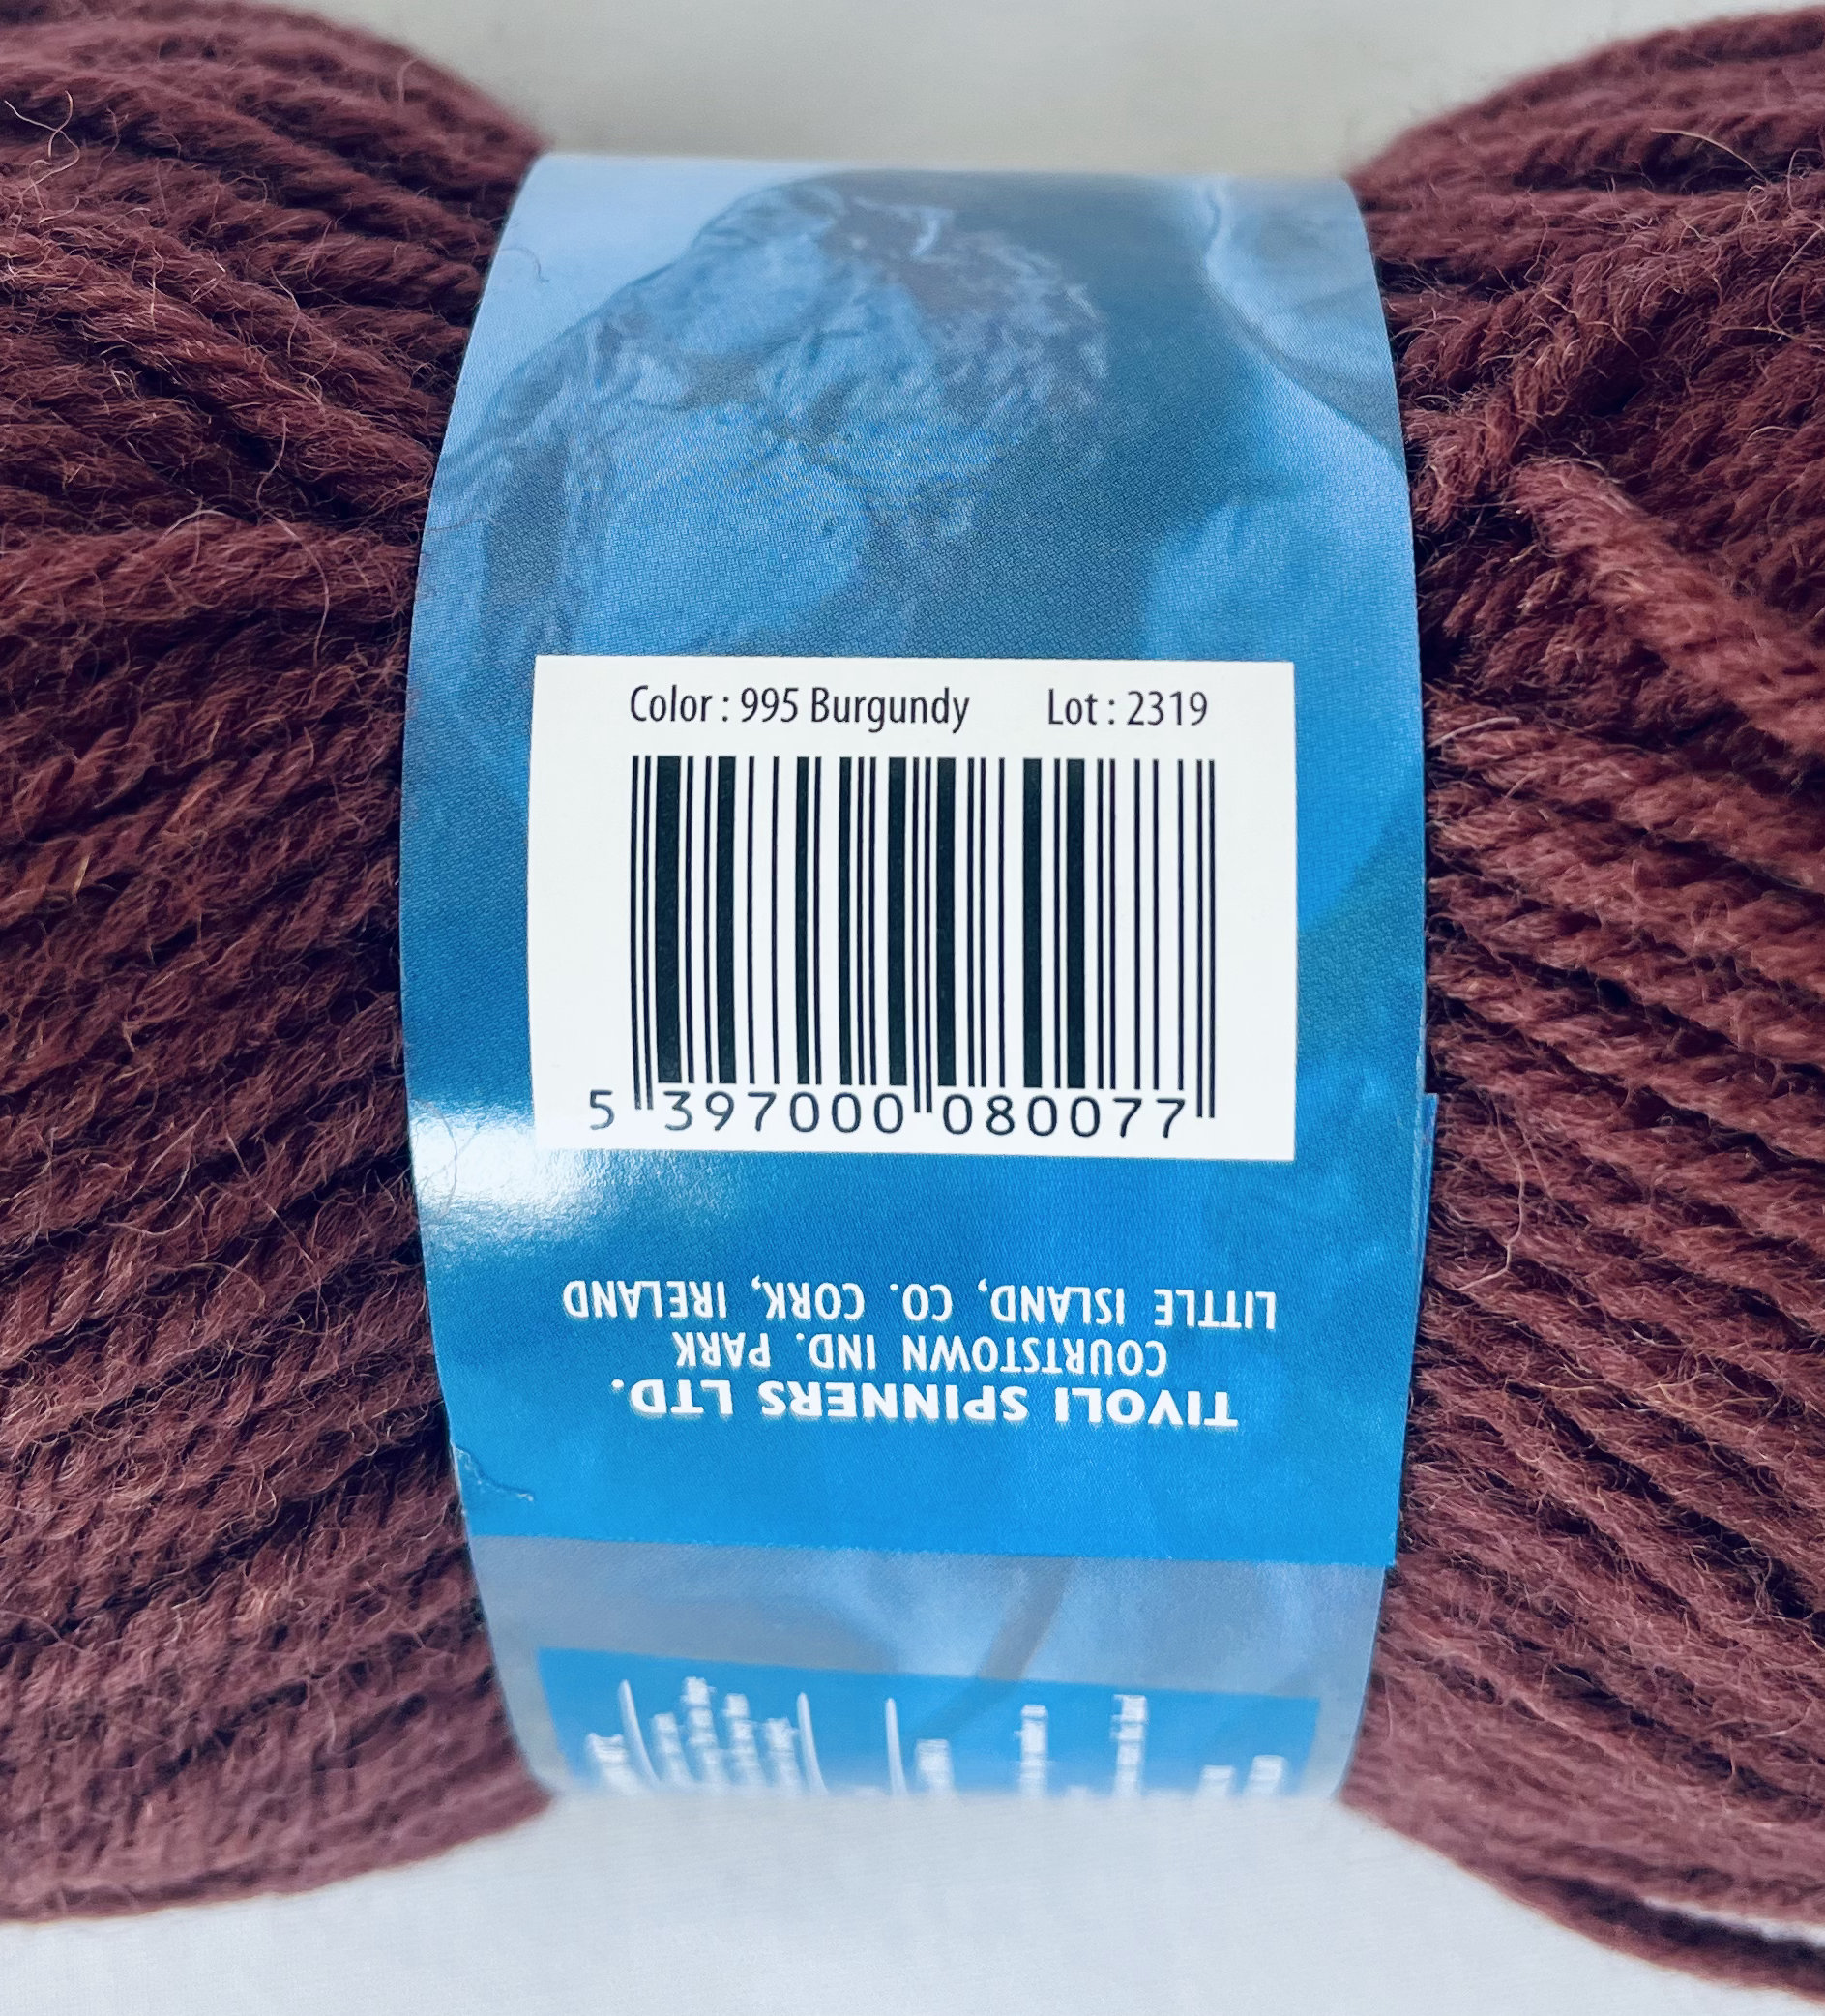 Color : 995 Burgundy Lot : 2319
5 397000 080077
TIVOLI SPINNERS LTD.
COURTSTOWN IND. PARK
LITTLE ISLAND, CO. CORK, IRELAND